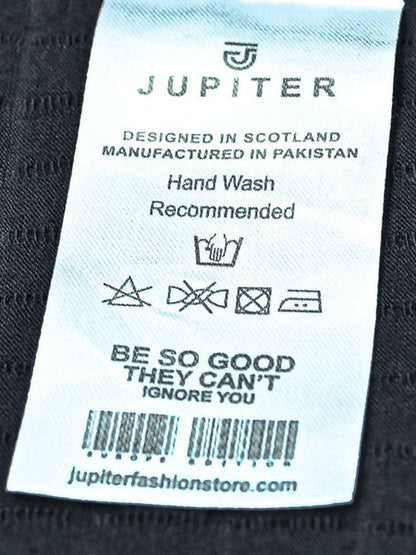 JUPITER
DESIGNED IN SCOTLAND
MANUFACTURED IN PAKISTAN
Hand Wash
Recommended
BE SO GOOD
THEY CAN'T
IGNORE YOU
jupiterfashionstore.com